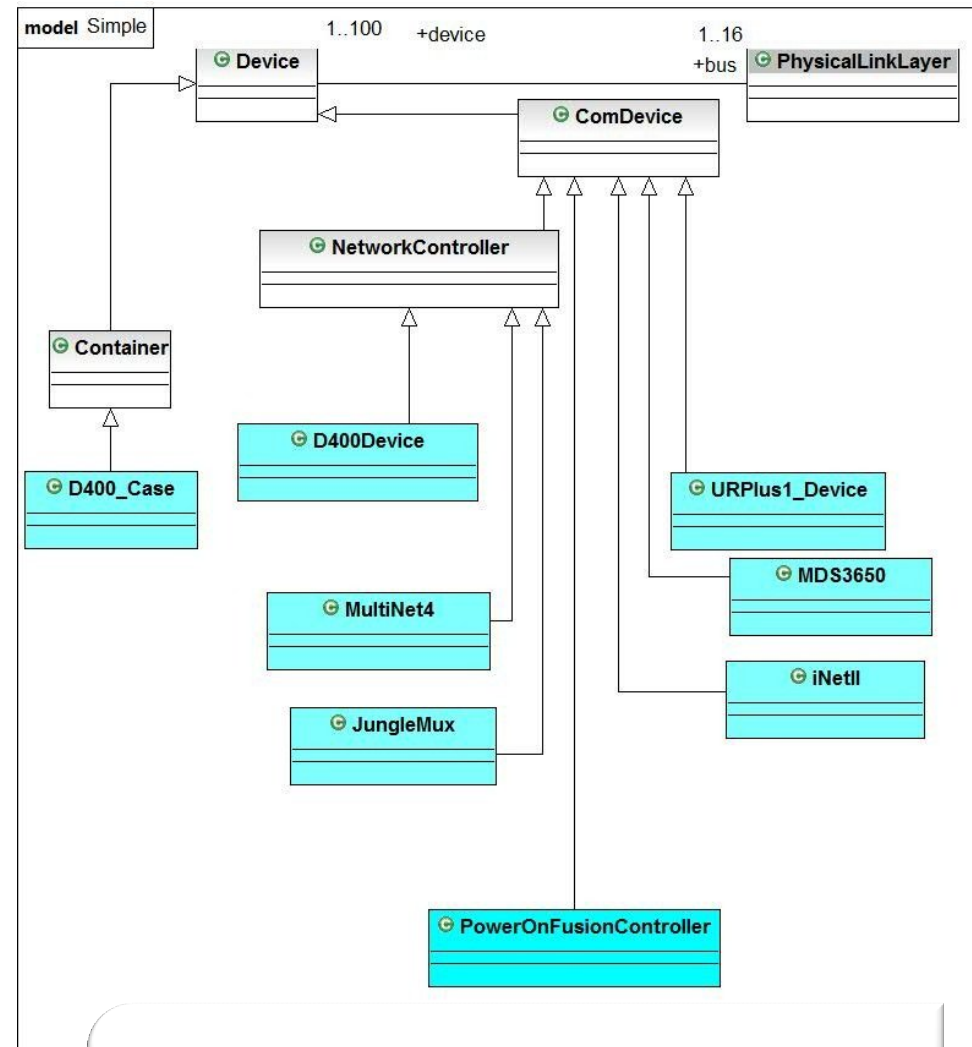 model Simple
1..100 +device 1..16
+bus
Device
PhysicalLinkLayer
ComDevice
NetworkController
Container
D400Device
D400_Case
URPlus1_Device
MDS3650
MultiNet4
iNetII
JungleMux
PowerOnFusionController